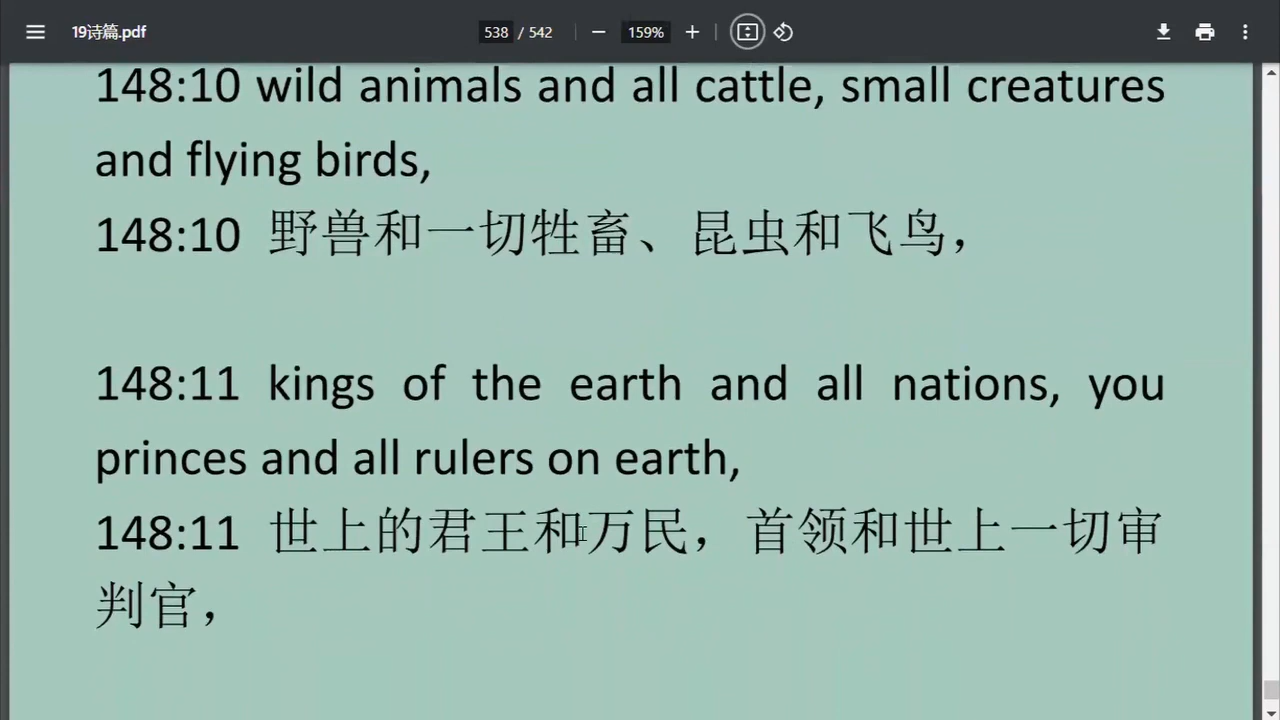 19诗篇.pdf
538 / 542
159%
148:10 wild animals and all cattle, small creatures
and flying birds,
148:10 野兽和一切牲畜、昆虫和飞鸟，
148:11 kings of the earth and all nations, you
princes and all rulers on earth,
148:11 世上的君王和万民，首领和世上一切审
判官，